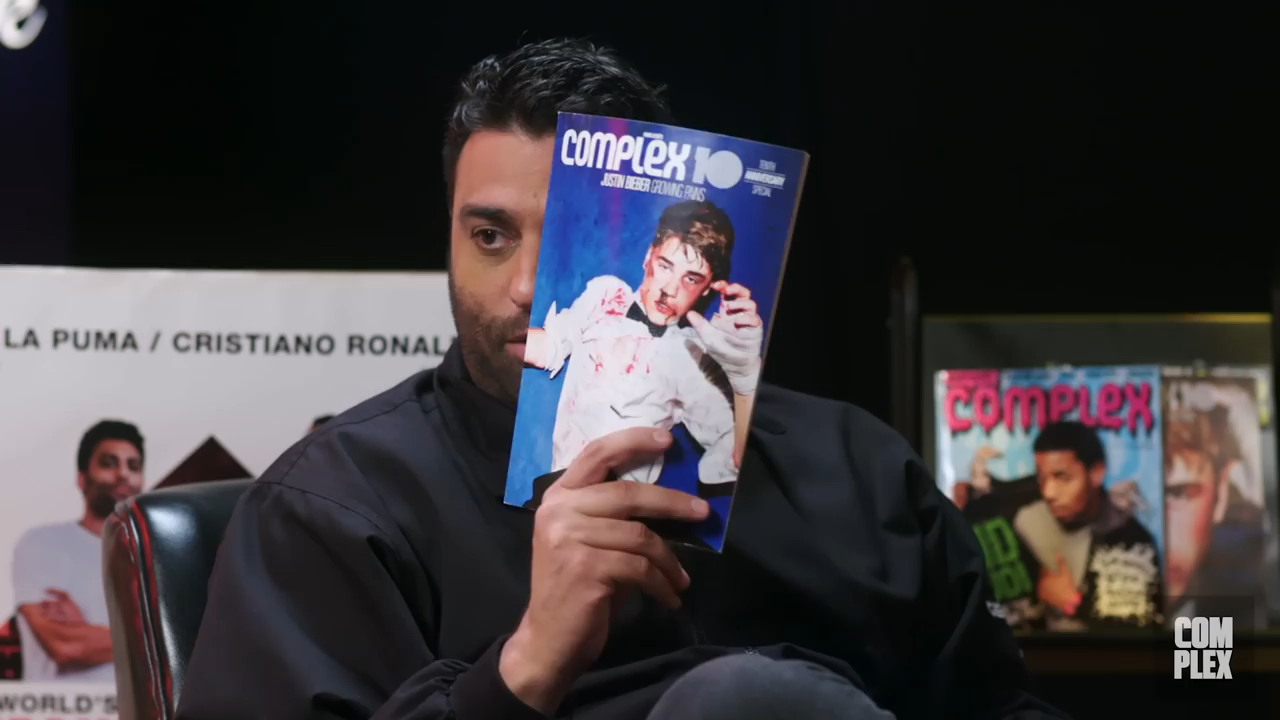 COMPLEX 10
TENTH
ANNIVERSARY
SPECIAL
JUSTIN BIEBER GROWING PAINS
LA PUMA / CRISTIANO RONAL
COMPLEX
WORLD'S
COM
PLEX